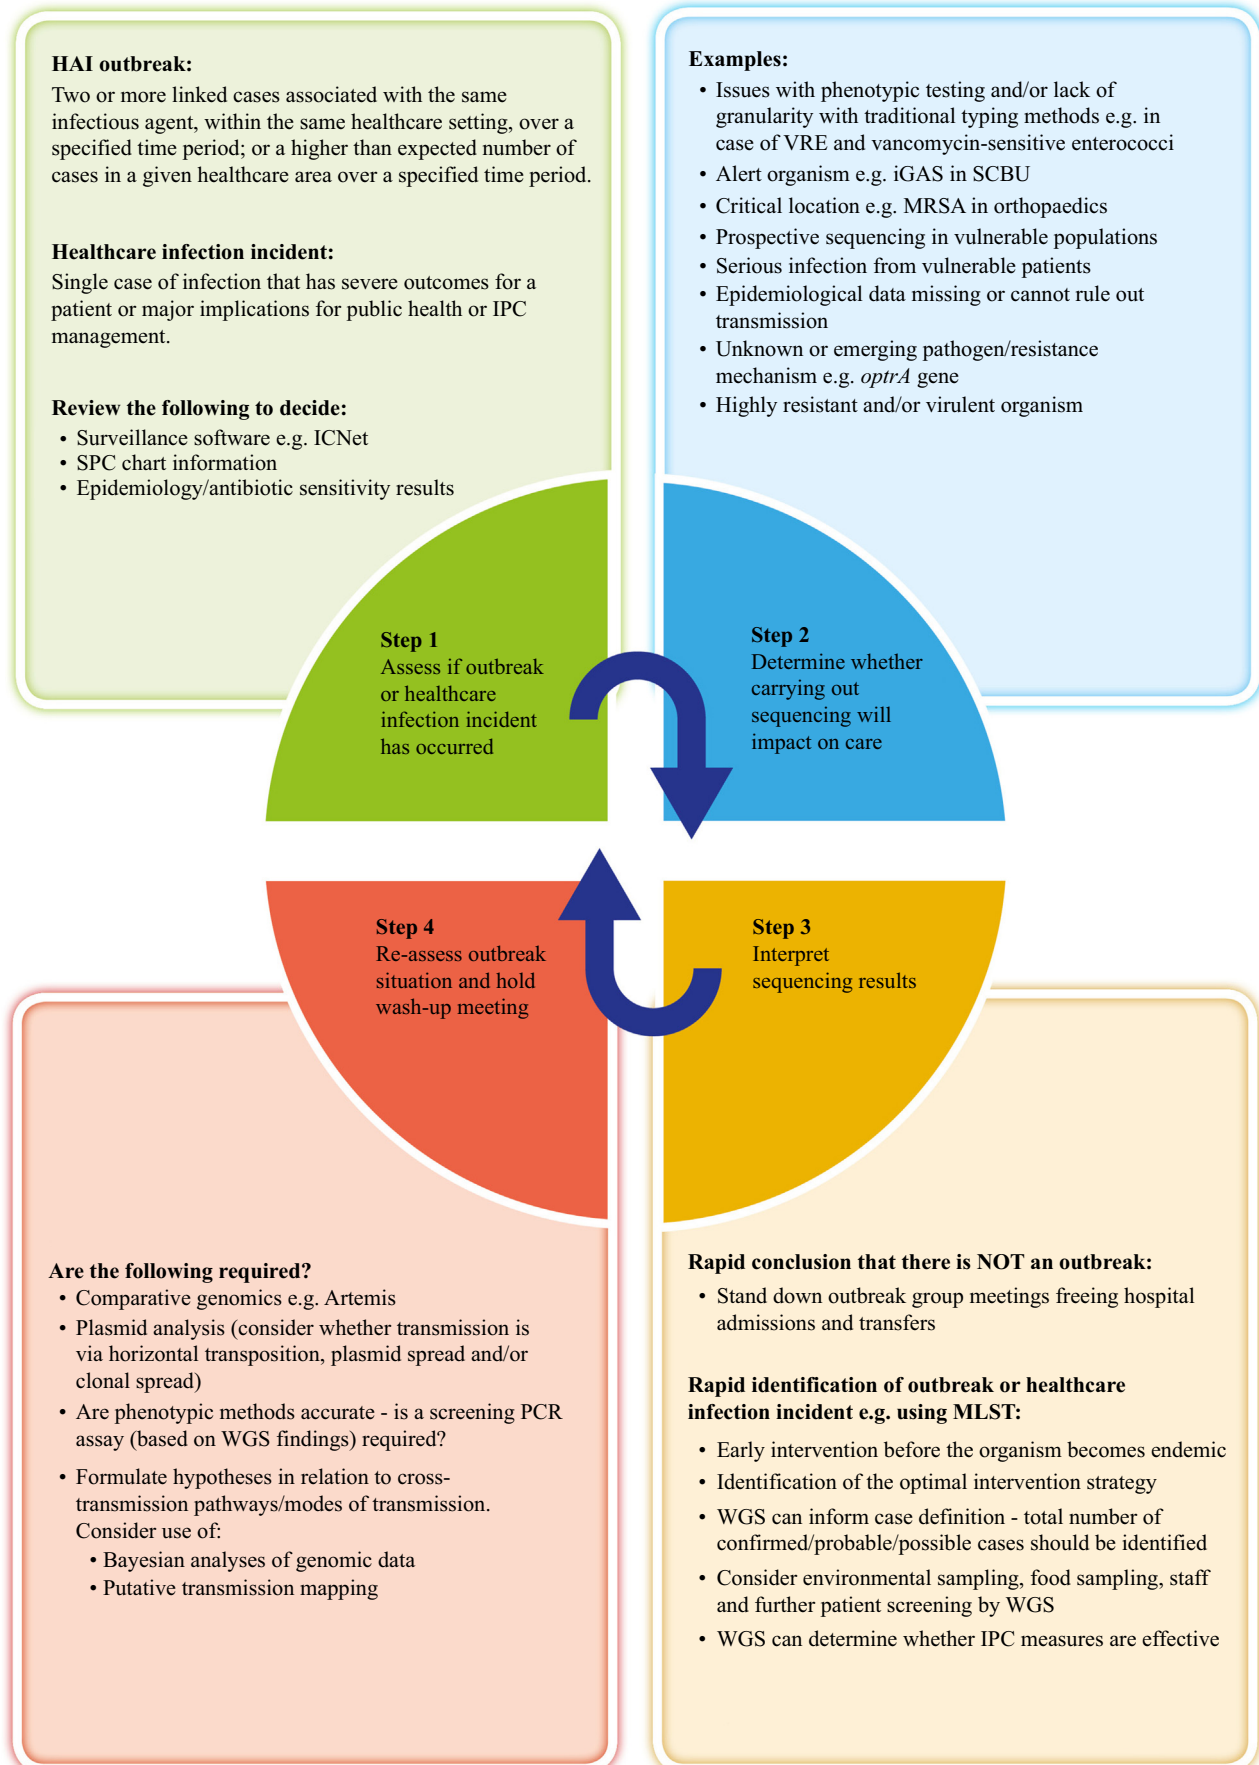 HAI outbreak:
Two or more linked cases associated with the same
infectious agent, within the same healthcare setting, over a
specified time period; or a higher than expected number of
cases in a given healthcare area over a specified time period.
Healthcare infection incident:
Single case of infection that has severe outcomes for a
patient or major implications for public health or IPC
management.
Review the following to decide:
• Surveillance software e.g. ICNet
• SPC chart information
• Epidemiology/antibiotic sensitivity results
Examples:
• Issues with phenotypic testing and/or lack of
granularity with traditional typing methods e.g. in
case of VRE and vancomycin-sensitive enterococci
• Alert organism e.g. iGAS in SCBU
• Critical location e.g. MRSA in orthopaedics
• Prospective sequencing in vulnerable populations
• Serious infection from vulnerable patients
• Epidemiological data missing or cannot rule out
transmission
• Unknown or emerging pathogen/resistance
mechanism e.g. optrA gene
• Highly resistant and/or virulent organism
Step 1
Assess if outbreak
or healthcare
infection incident
has occurred
Step 2
Determine whether
carrying out
sequencing will
impact on care
Step 4
Re-assess outbreak
situation and hold
wash-up meeting
Step 3
Interpret
sequencing results
Are the following required?
• Comparative genomics e.g. Artemis
• Plasmid analysis (consider whether transmission is
via horizontal transposition, plasmid spread and/or
clonal spread)
• Are phenotypic methods accurate - is a screening PCR
assay (based on WGS findings) required?
• Formulate hypotheses in relation to cross-
transmission pathways/modes of transmission.
Consider use of:
• Bayesian analyses of genomic data
• Putative transmission mapping
Rapid conclusion that there is NOT an outbreak:
• Stand down outbreak group meetings freeing hospital
admissions and transfers
Rapid identification of outbreak or healthcare
infection incident e.g. using MLST:
• Early intervention before the organism becomes endemic
• Identification of the optimal intervention strategy
• WGS can inform case definition - total number of
confirmed/probable/possible cases should be identified
• Consider environmental sampling, food sampling, staff
and further patient screening by WGS
• WGS can determine whether IPC measures are effective